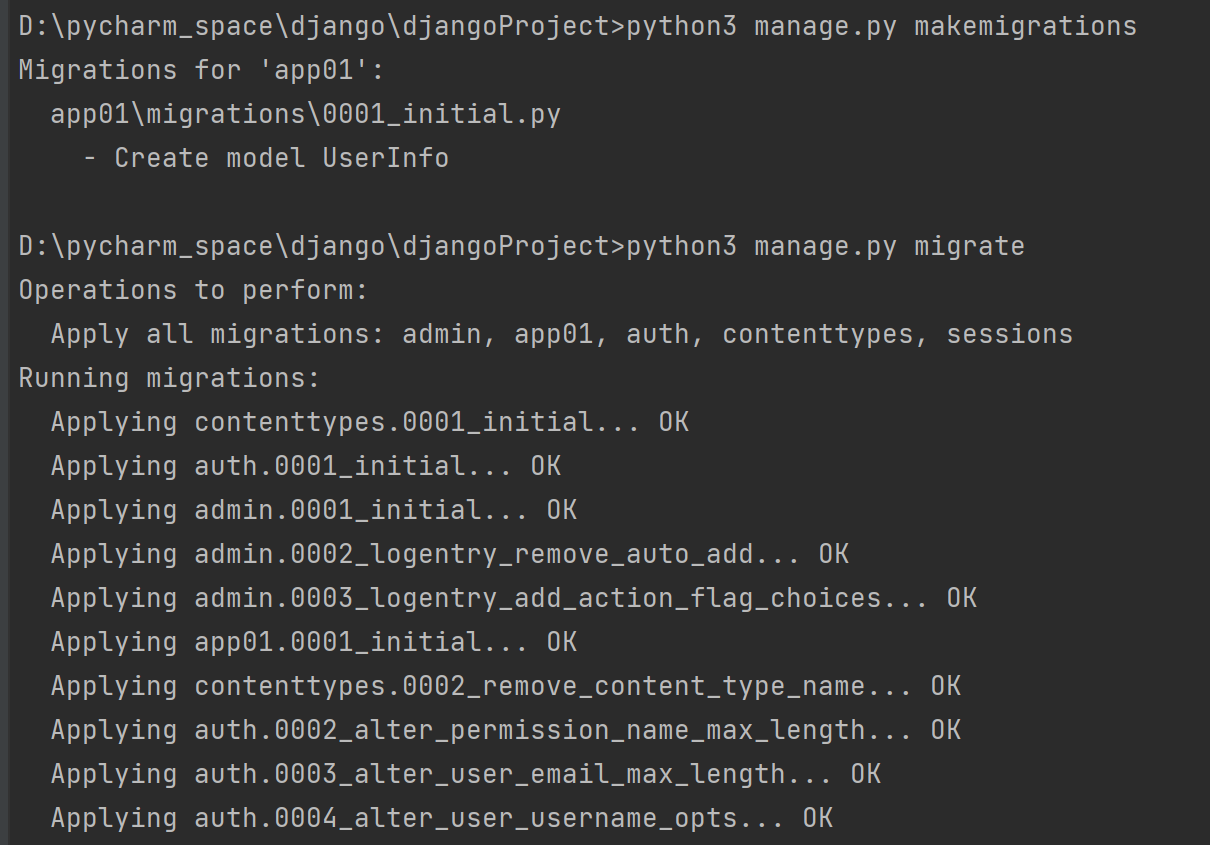 D:\pycharm_space\django\djangoProject>python3 manage.py makemigrations
Migrations for 'app01':
  app01\migrations\0001_initial.py
    - Create model UserInfo

D:\pycharm_space\django\djangoProject>python3 manage.py migrate
Operations to perform:
  Apply all migrations: admin, app01, auth, contenttypes, sessions
Running migrations:
  Applying contenttypes.0001_initial... OK
  Applying auth.0001_initial... OK
  Applying admin.0001_initial... OK
  Applying admin.0002_logentry_remove_auto_add... OK
  Applying admin.0003_logentry_add_action_flag_choices... OK
  Applying app01.0001_initial... OK
  Applying contenttypes.0002_remove_content_type_name... OK
  Applying auth.0002_alter_permission_name_max_length... OK
  Applying auth.0003_alter_user_email_max_length... OK
  Applying auth.0004_alter_user_username_opts... OK